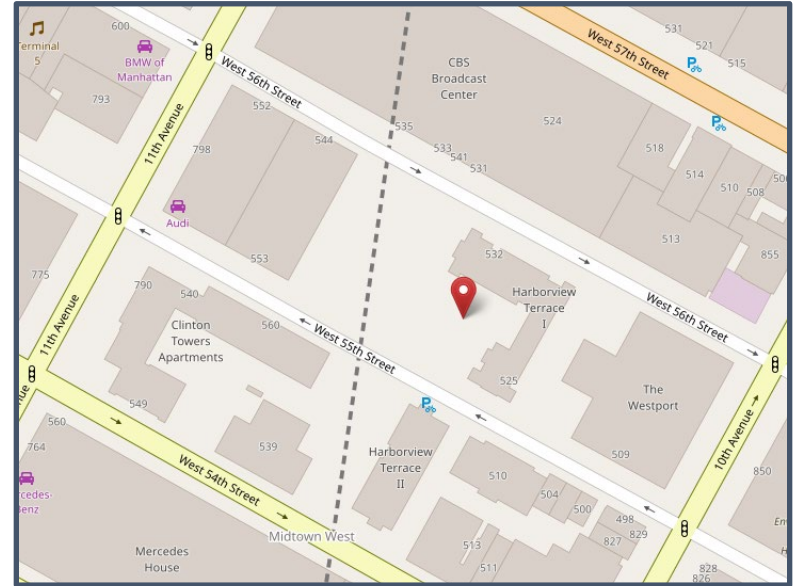 600
Terminal
5
BMW of
Manhattan
793
11th Avenue
West 56th Street
552
544
798
Audi
553
CBS
Broadcast
Center
535
533
541
531
524
West 57th Street
531
521
515
518
514
510
508
513
855
775
790
540
560
Clinton
Towers
Apartments
549
539
West 55th Street
532
Harborview
Terrace
I
525
West 56th Street
The
Westport
509
10th Avenue
850
11th Avenue
560
764
West 54th Street
Harborview
Terrace
II
510
504
500
498
829
827
513
511
828
826
Midtown West
Mercedes
House